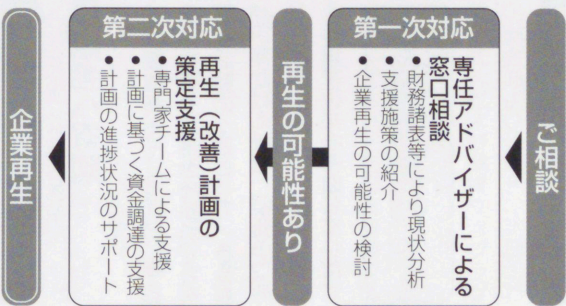 ご相談
第一次対応
専任アドバイザーによる
窓口相談
● 財務諸表等により現状分析
● 支援施策の紹介
● 企業再生の可能性の検討
再生の可能性あり
第二次対応
再生（改善）計画の
策定支援
● 専門家チームによる支援
● 計画に基づく資金調達の支援
● 計画の進捗状況のサポート
企業再生